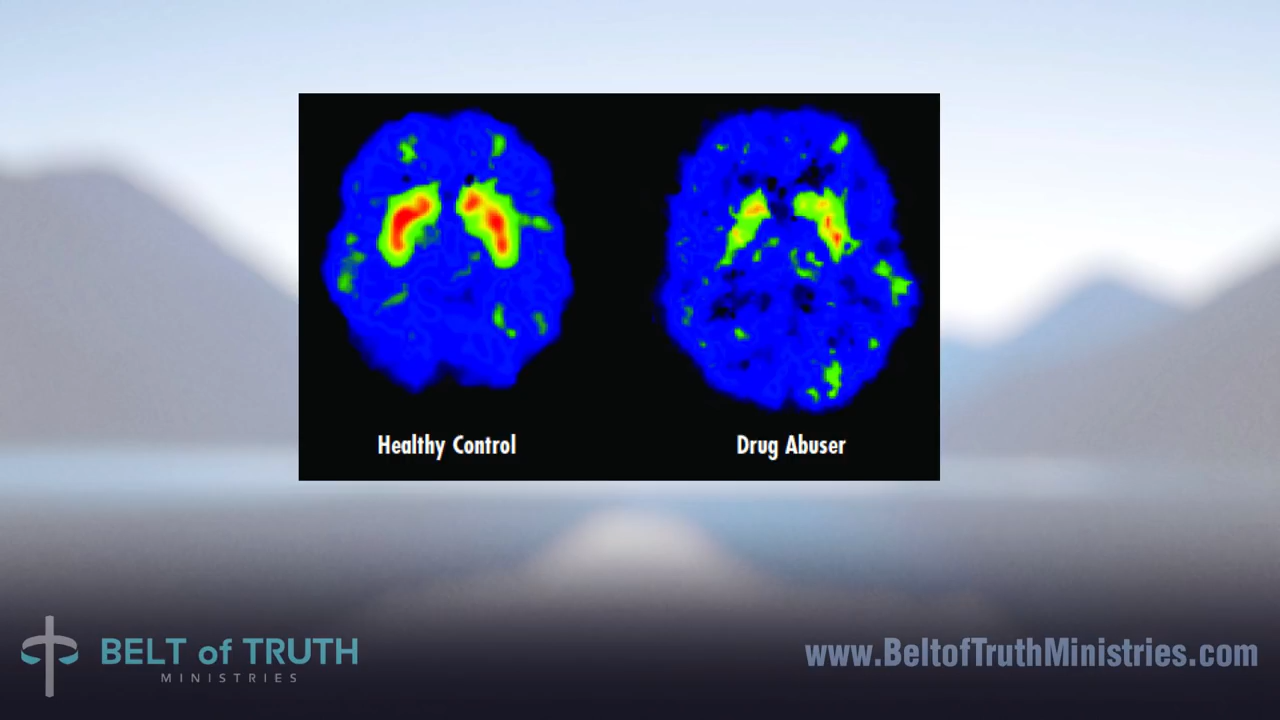 Healthy Control
Drug Abuser
BELT of TRUTH
MINISTRIES
www.BeltofTruthMinistries.com